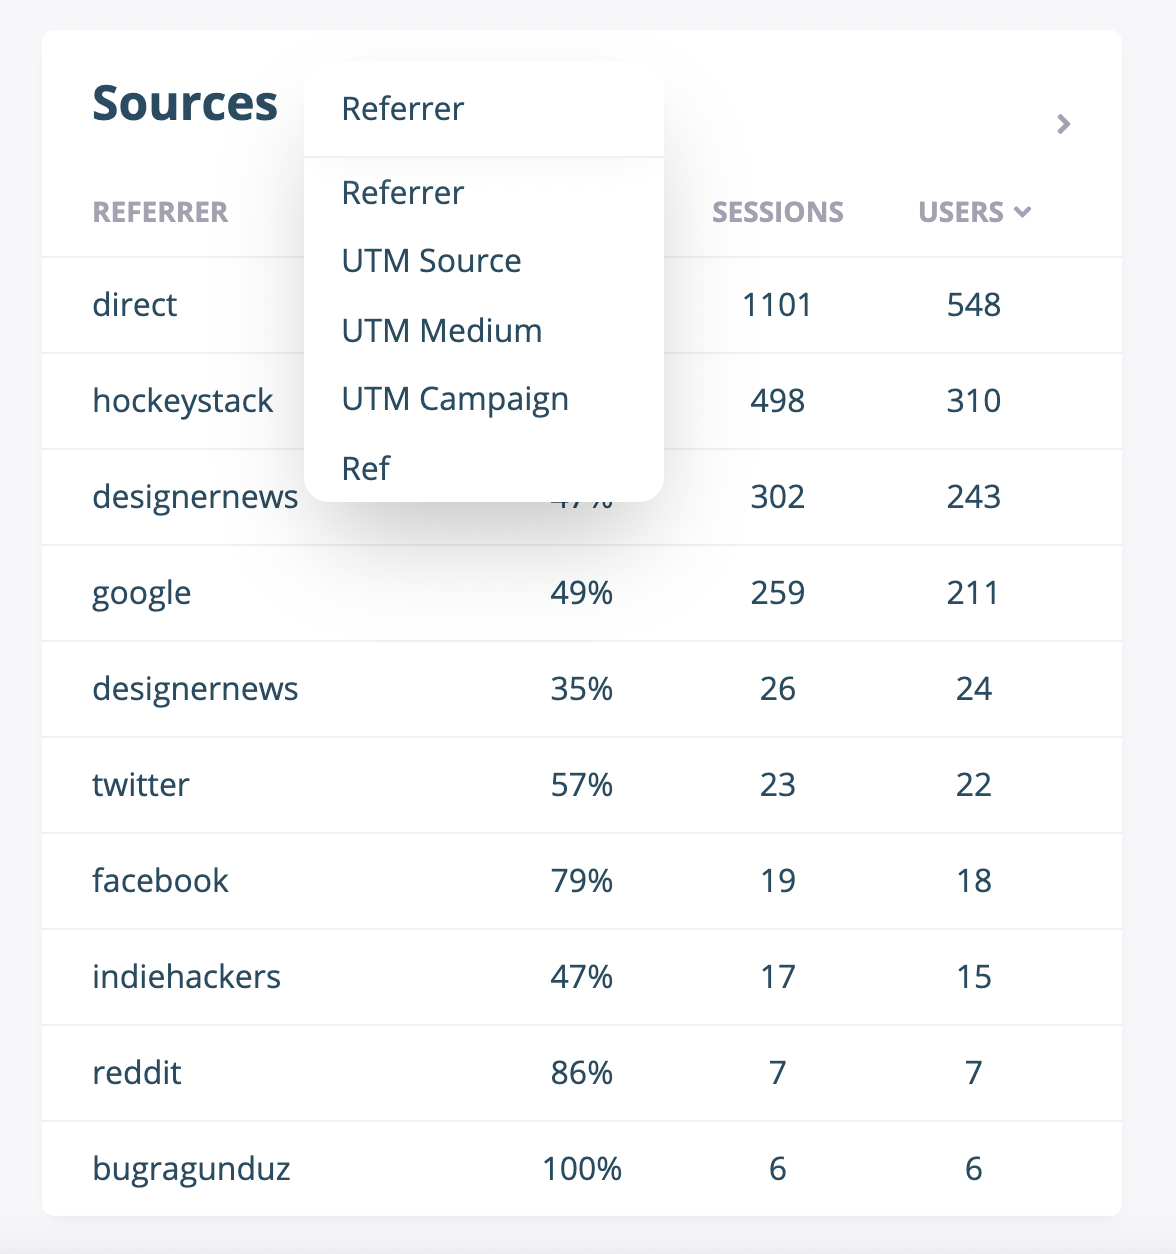 Sources
Referrer
Referrer
UTM Source
UTM Medium
UTM Campaign
Ref
REFERRER SESSIONS USERS
direct 1101 548
hockeystack 498 310
designernews 302 243
google 49% 259 211
designernews 35% 26 24
twitter 57% 23 22
facebook 79% 19 18
indiehackers 47% 17 15
reddit 86% 7 7
bugragunduz 100% 6 6